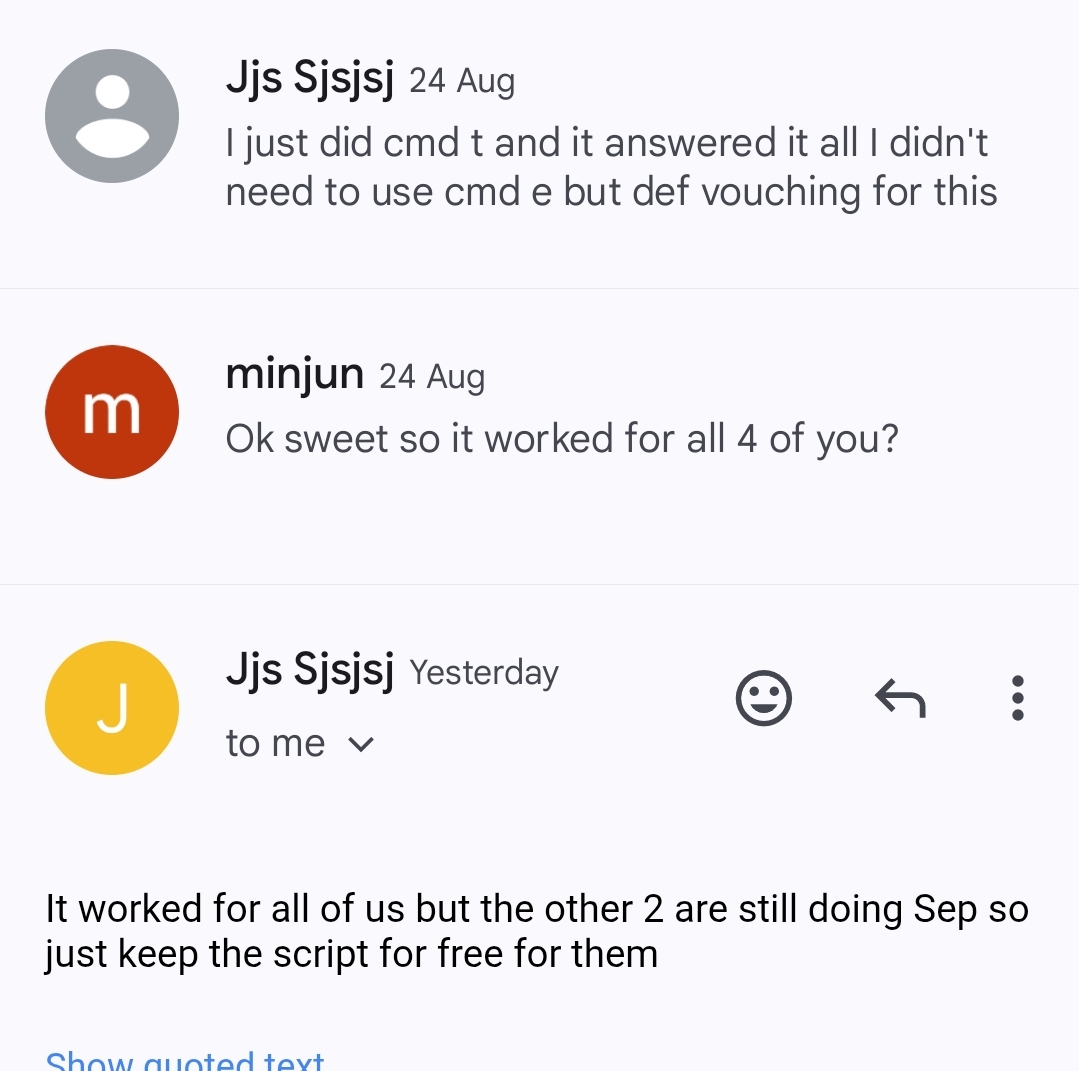 Jjs Sjsjsj 24 Aug
I just did cmd t and it answered it all I didn't
need to use cmd e but def vouching for this
m
minjun 24 Aug
Ok sweet so it worked for all 4 of you?
J
Jjs Sjsjsj Yesterday
to me
It worked for all of us but the other 2 are still doing Sep so
just keep the script for free for them
Show quoted text